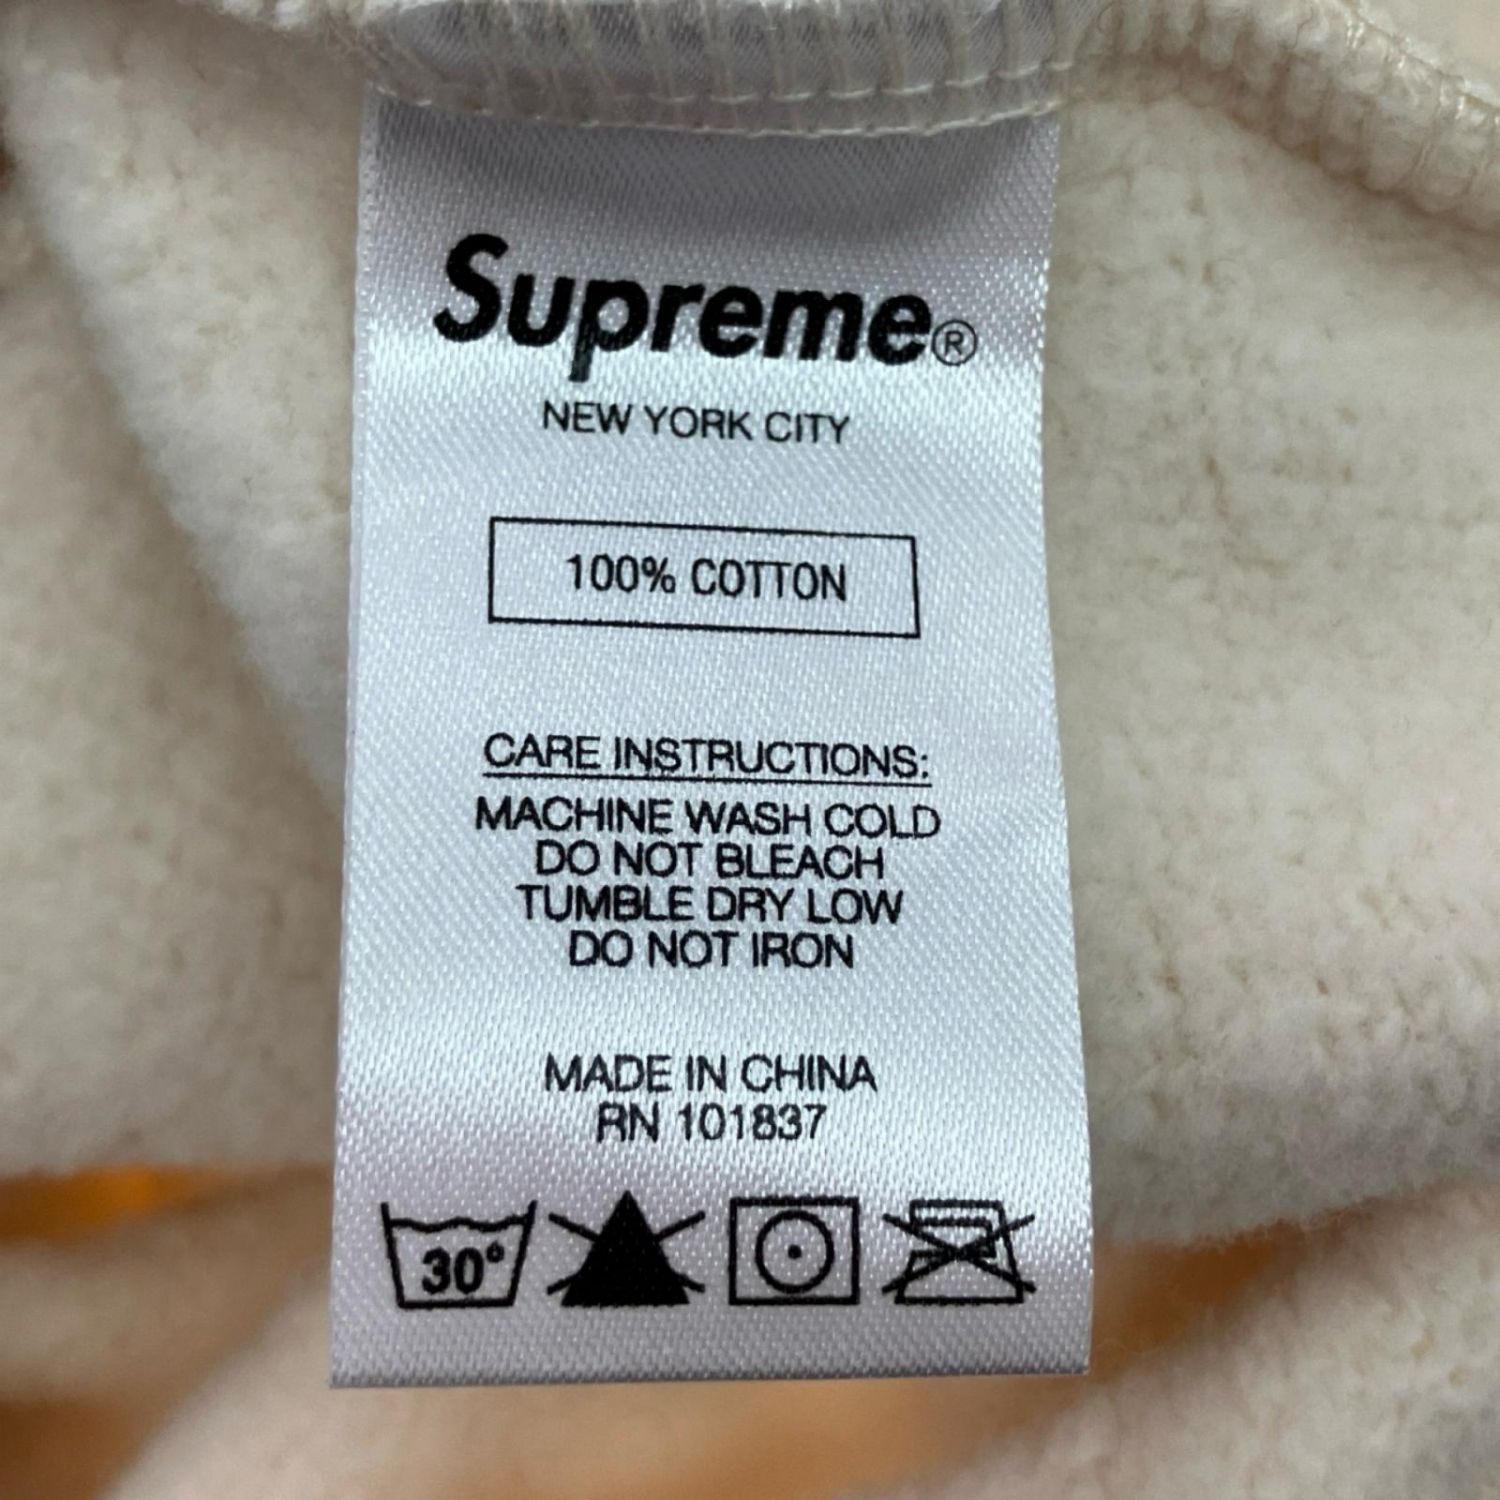 Supreme®
NEW YORK CITY
100% COTTON
CARE INSTRUCTIONS:
MACHINE WASH COLD
DO NOT BLEACH
TUMBLE DRY LOW
DO NOT IRON
MADE IN CHINA
RN 101837
30°